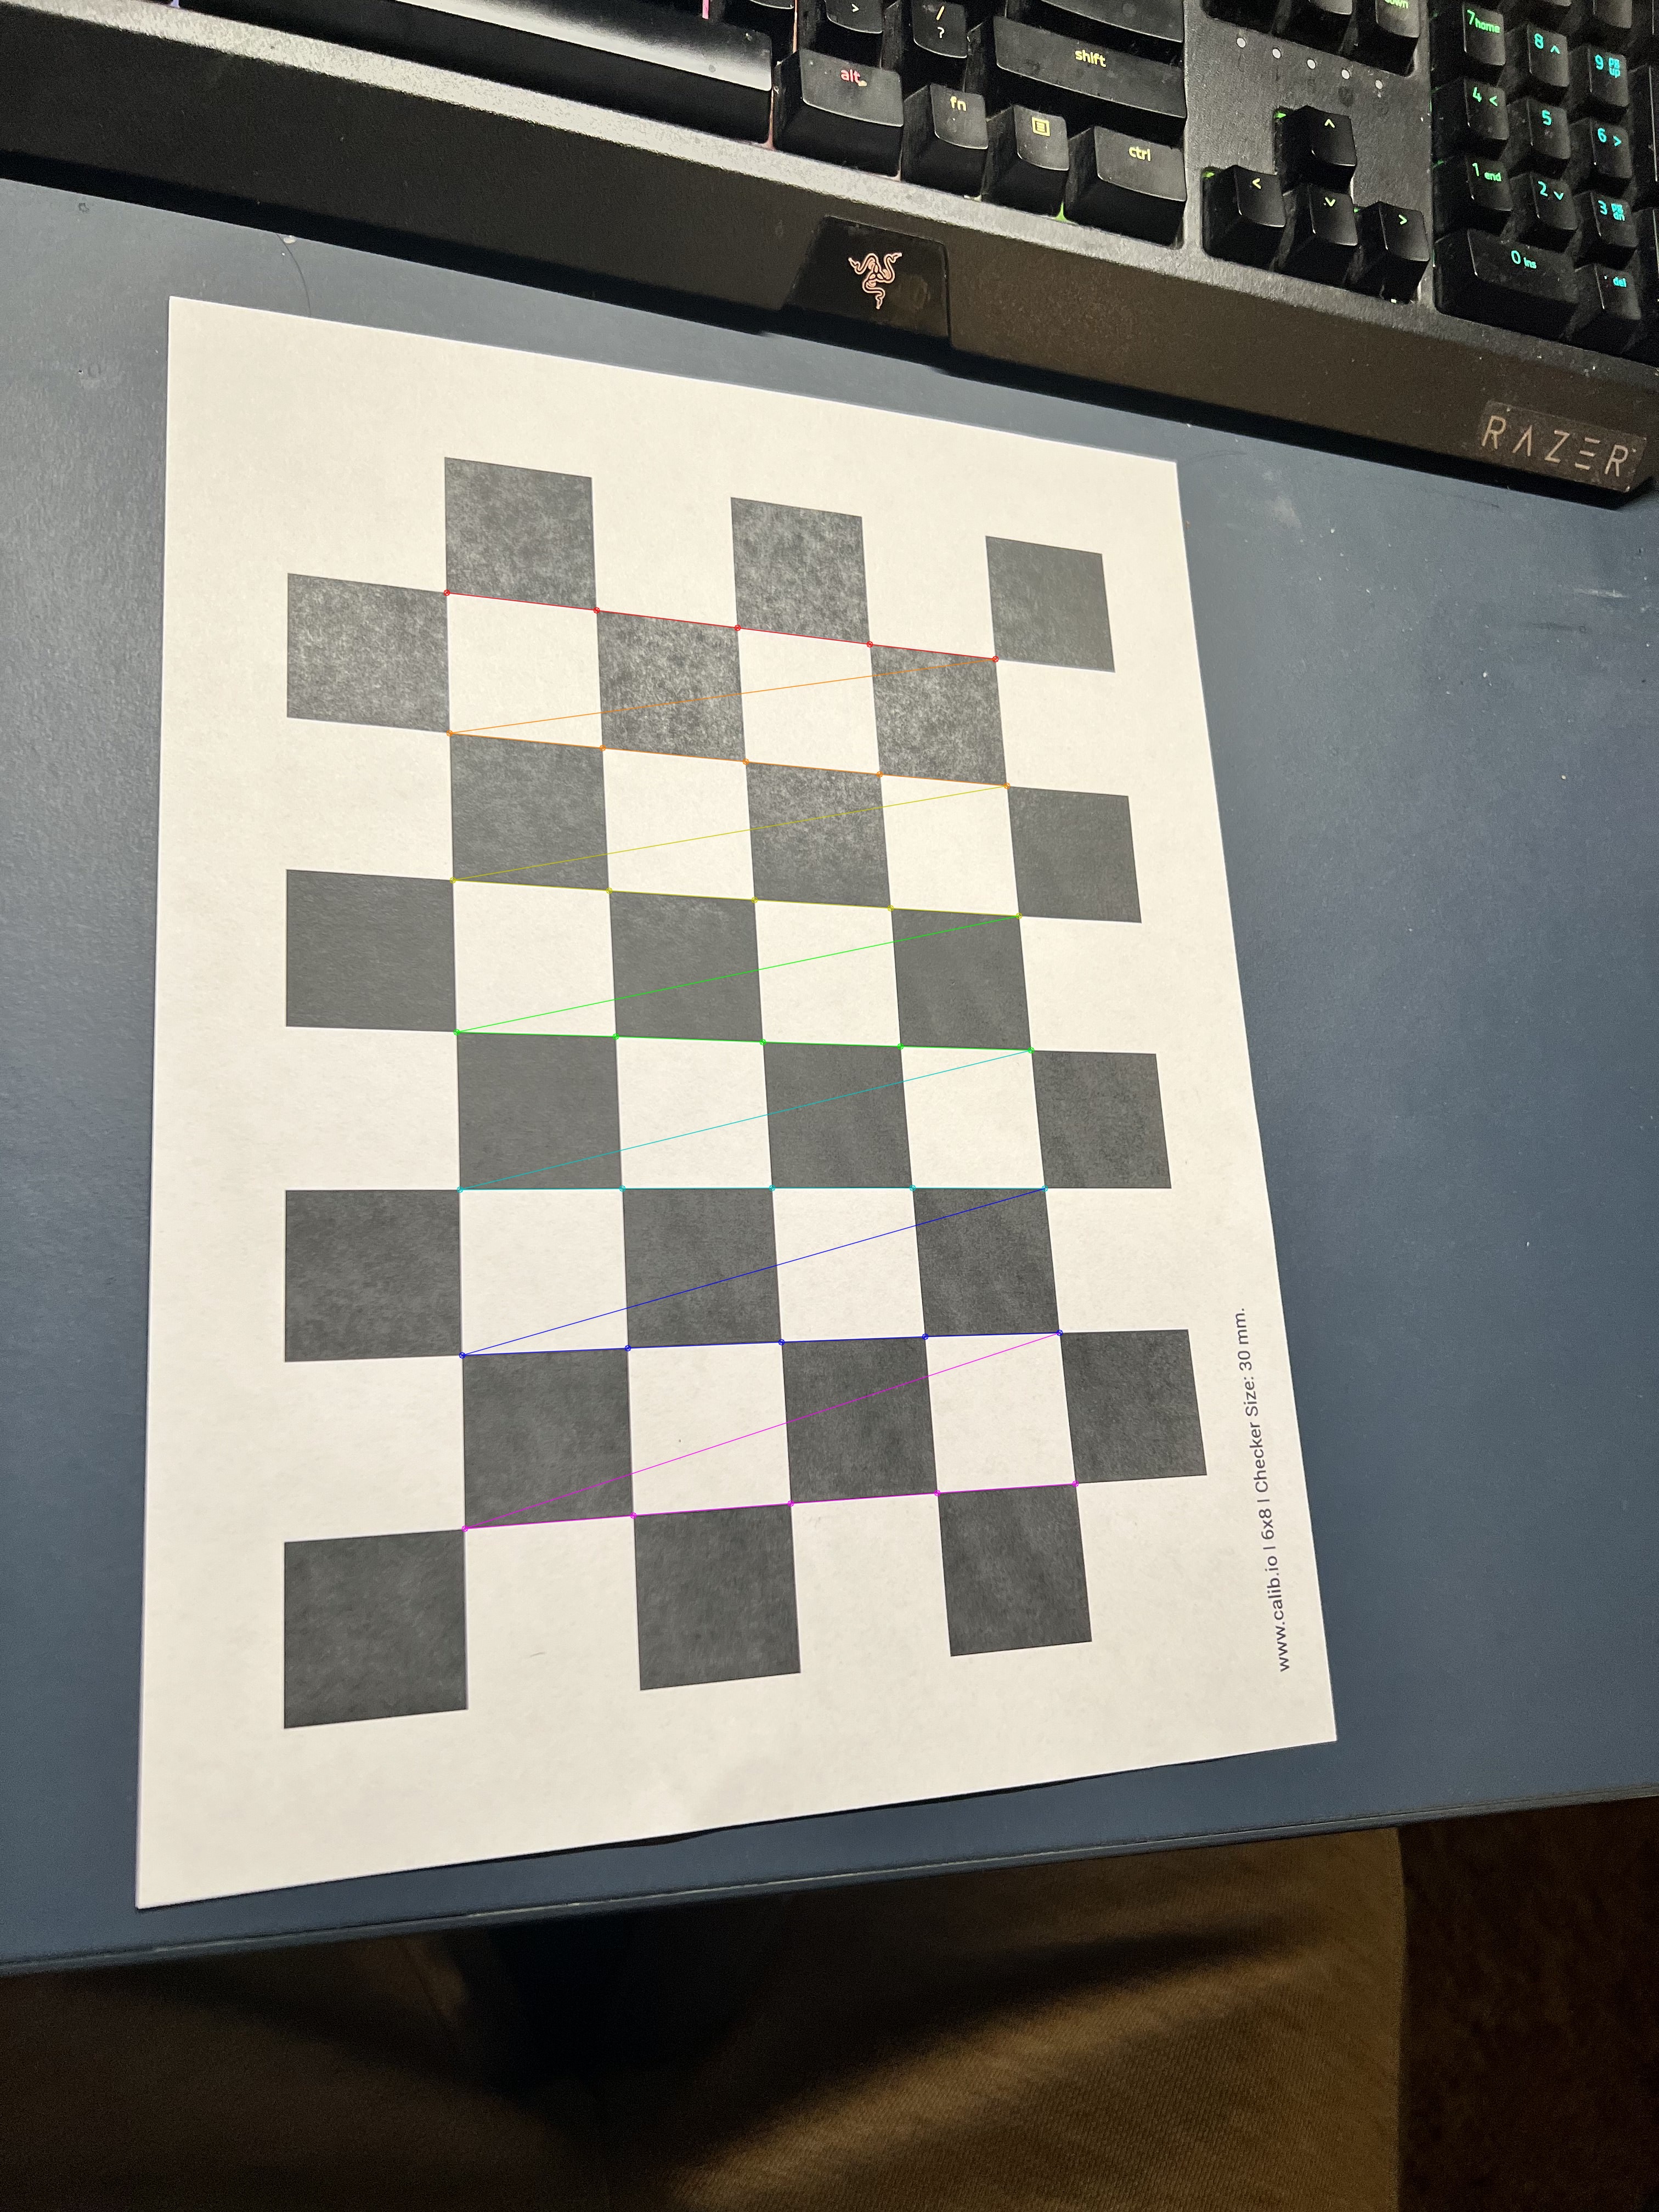 >
/
?
shift
alt
fn
ctrl
7 home
8 ^
9 pg up
4 <
5
6 >
^
<
v
>
1 end
2 v
3 pg dn
0 ins
. del
RAZER
www.calib.io | 6x8 | Checker Size: 30 mm.